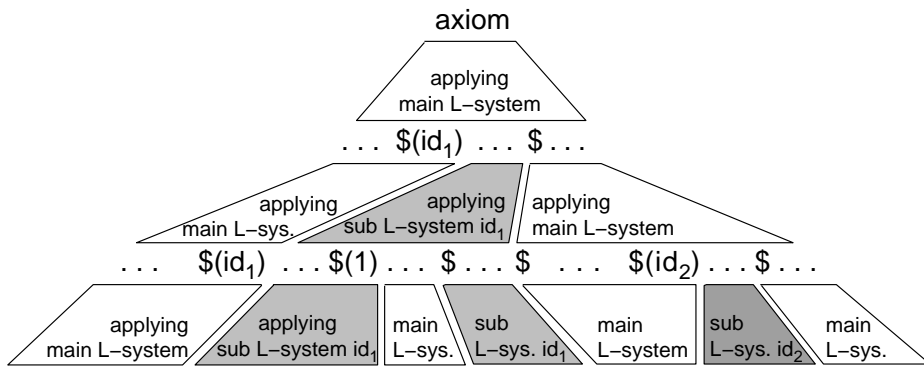 axiom
applying
main L−system
. . . $(id₁) . . . $ . . .
applying applying applying
main L−sys. sub L−system id₁ main L−system
. . . $(id₁) . . . $(1) . . . $ . . . $ . . . $(id₂) . . . $ . . .
applying applying main sub main sub main
main L−system sub L−system id₁ L−sys. L−sys. id₁ L−system L−sys. id₂ L−sys.